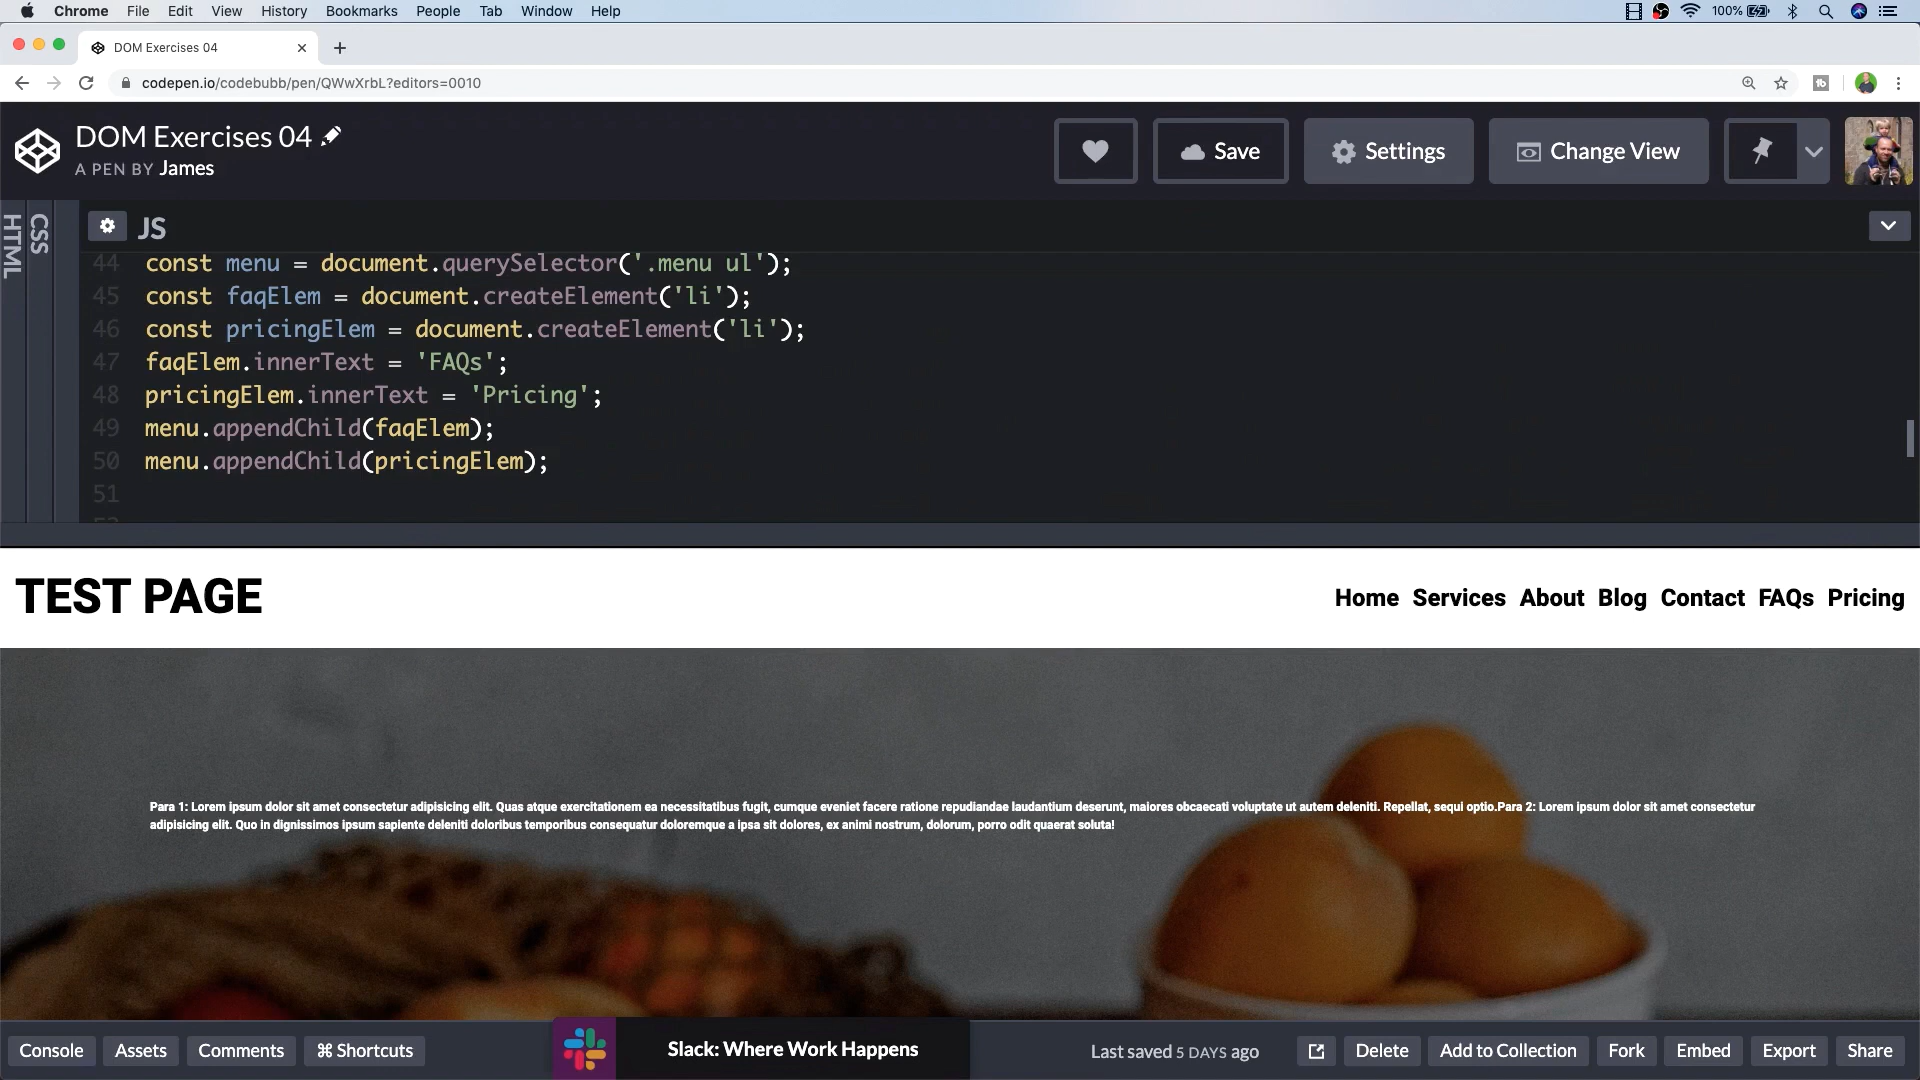 Chrome File Edit View History Bookmarks People Tab Window Help 100%
DOM Exercises 04
codepen.io/codebubb/pen/QWwXrbL?editors=0010
DOM Exercises 04
A PEN BY James
Save Settings Change View
HTML
CSS
JS
44 const menu = document.querySelector('.menu ul');
45 const faqElem = document.createElement('li');
46 const pricingElem = document.createElement('li');
47 faqElem.innerText = 'FAQs';
48 pricingElem.innerText = 'Pricing';
49 menu.appendChild(faqElem);
50 menu.appendChild(pricingElem);
51
TEST PAGE
Home Services About Blog Contact FAQs Pricing
Para 1: Lorem ipsum dolor sit amet consectetur adipisicing elit. Quas atque exercitationem ea necessitatibus fugit, cumque eveniet facere ratione repudiandae laudantium deserunt, maiores obcaecati voluptate ut autem deleniti. Repellat, sequi optio.Para 2: Lorem ipsum dolor sit amet consectetur
adipisicing elit. Quo in dignissimos ipsum sapiente deleniti doloribus temporibus consequatur doloremque a ipsa sit dolores, ex animi nostrum, dolorum, porro odit quaerat soluta!
Console Assets Comments ⌘ Shortcuts Slack: Where Work Happens Last saved 5 DAYS ago Delete Add to Collection Fork Embed Export Share